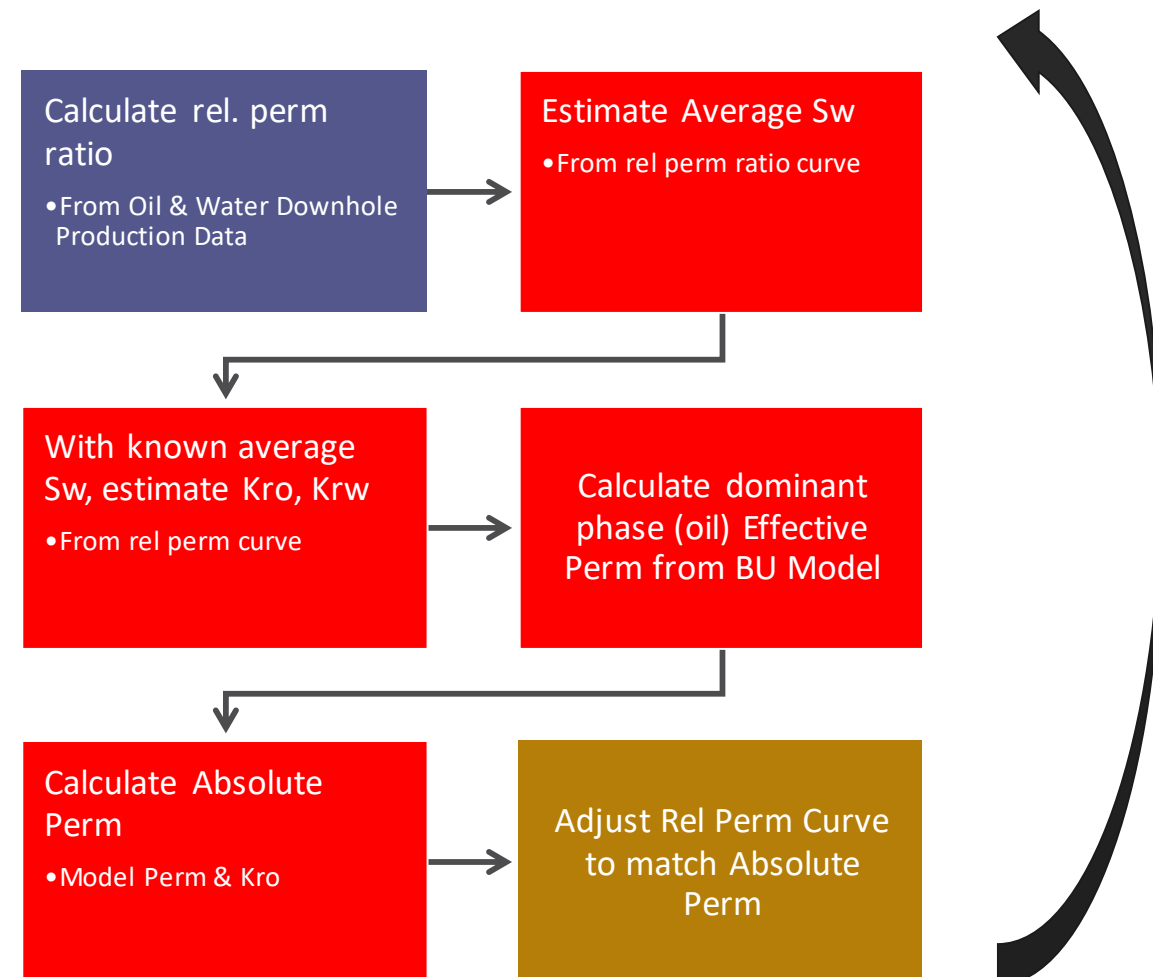 Calculate rel. perm
ratio
•From Oil & Water Downhole
Production Data
Estimate Average Sw
•From rel perm ratio curve
With known average
Sw, estimate Kro, Krw
•From rel perm curve
Calculate dominant
phase (oil) Effective
Perm from BU Model
Calculate Absolute
Perm
•Model Perm & Kro
Adjust Rel Perm Curve
to match Absolute
Perm